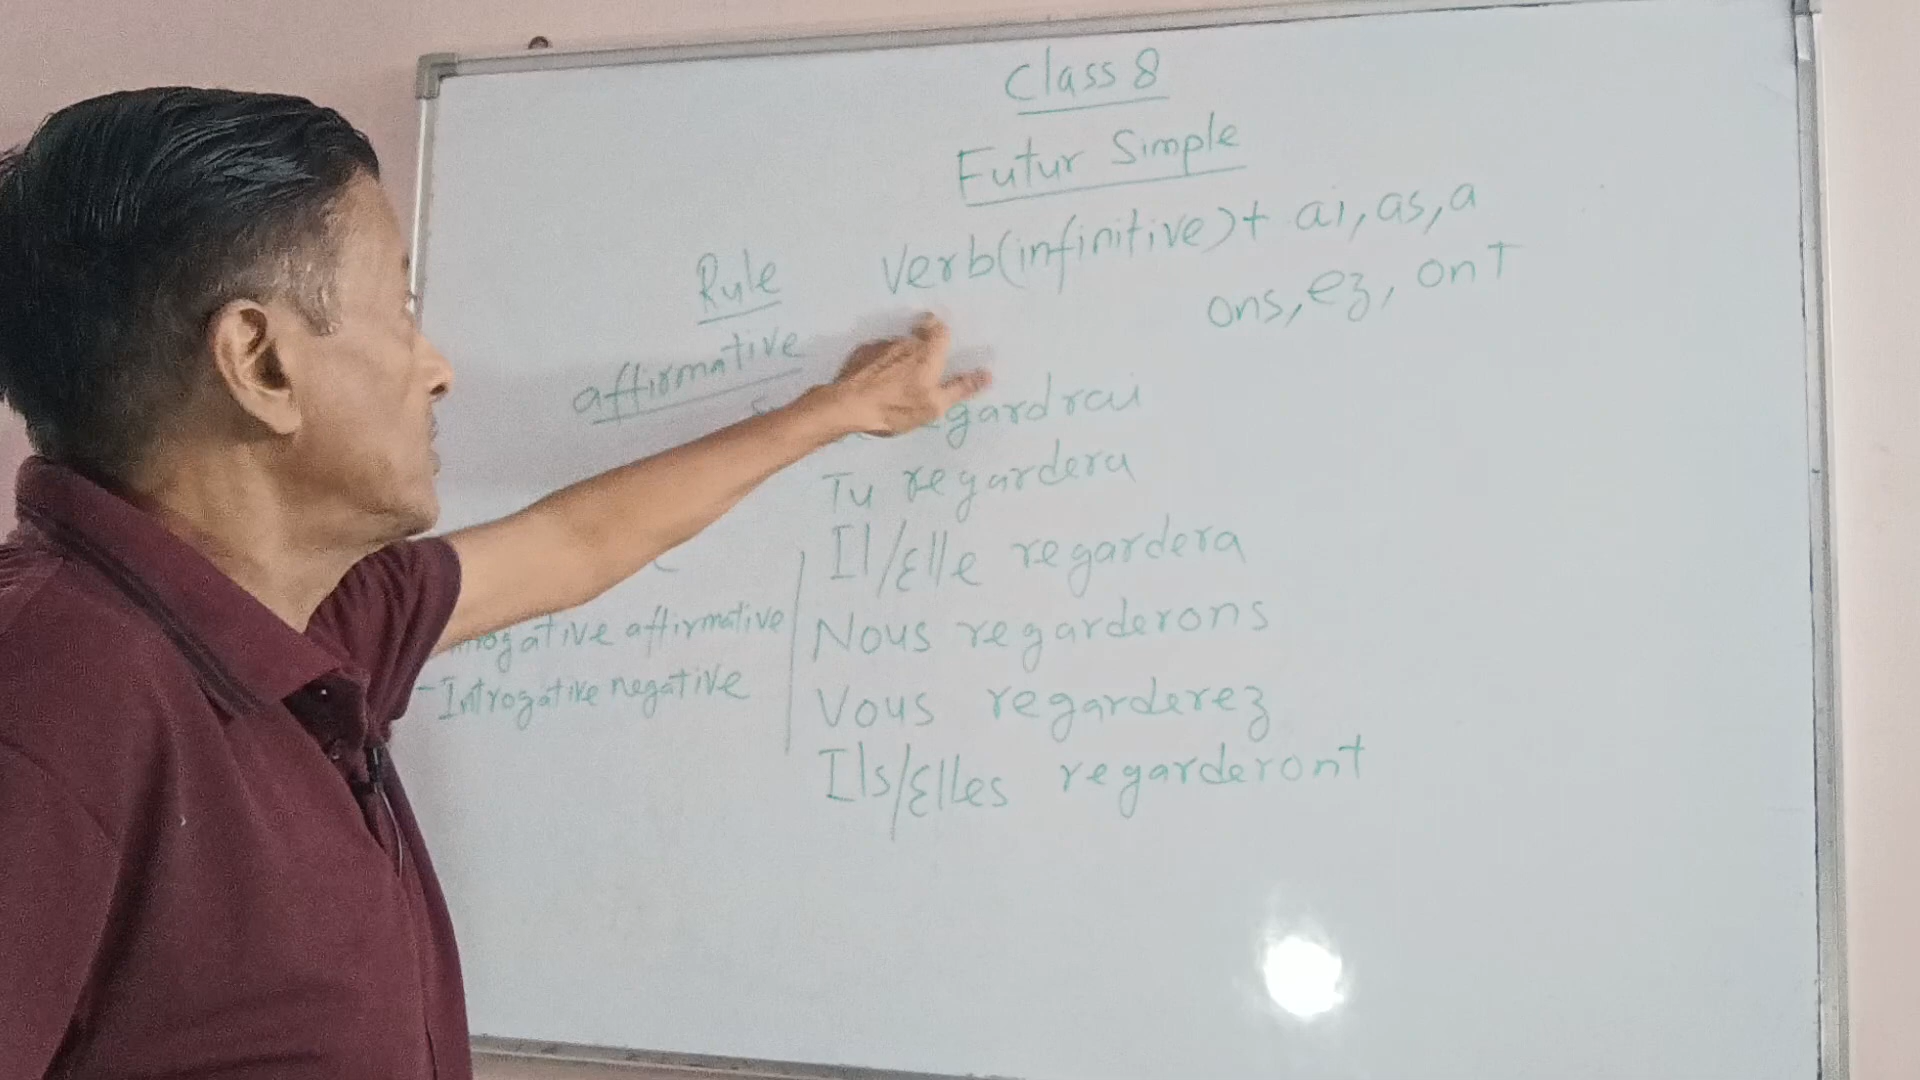 Class 8
Futur Simple
Rule Verb(infinitive)+ ai, as, a
ons, ez, ont
affirmative
gardrai
Tu regardera
Il/Elle regardera
affirmative Nous regarderons
-Introgative negative Vous regarderez
Ils/Elles regarderont